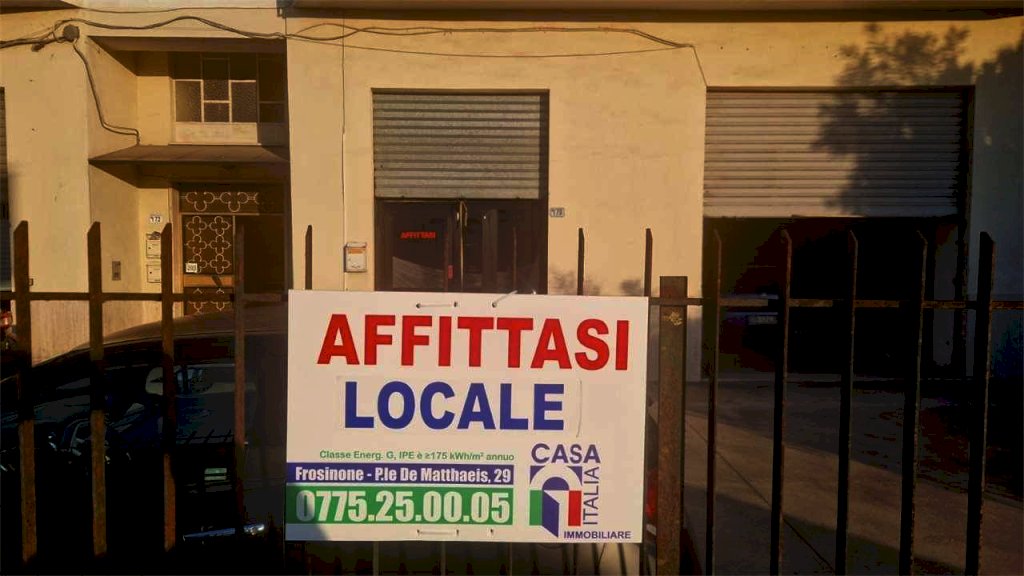 AFFITTASI
AFFITTASI
LOCALE
Classe Energ. G, IPE è ≥175 kWh/m² annuo
Frosinone - P.le De Matthaeis, 29
0775.25.00.05
CASA
ITALIA
IMMOBILIARE